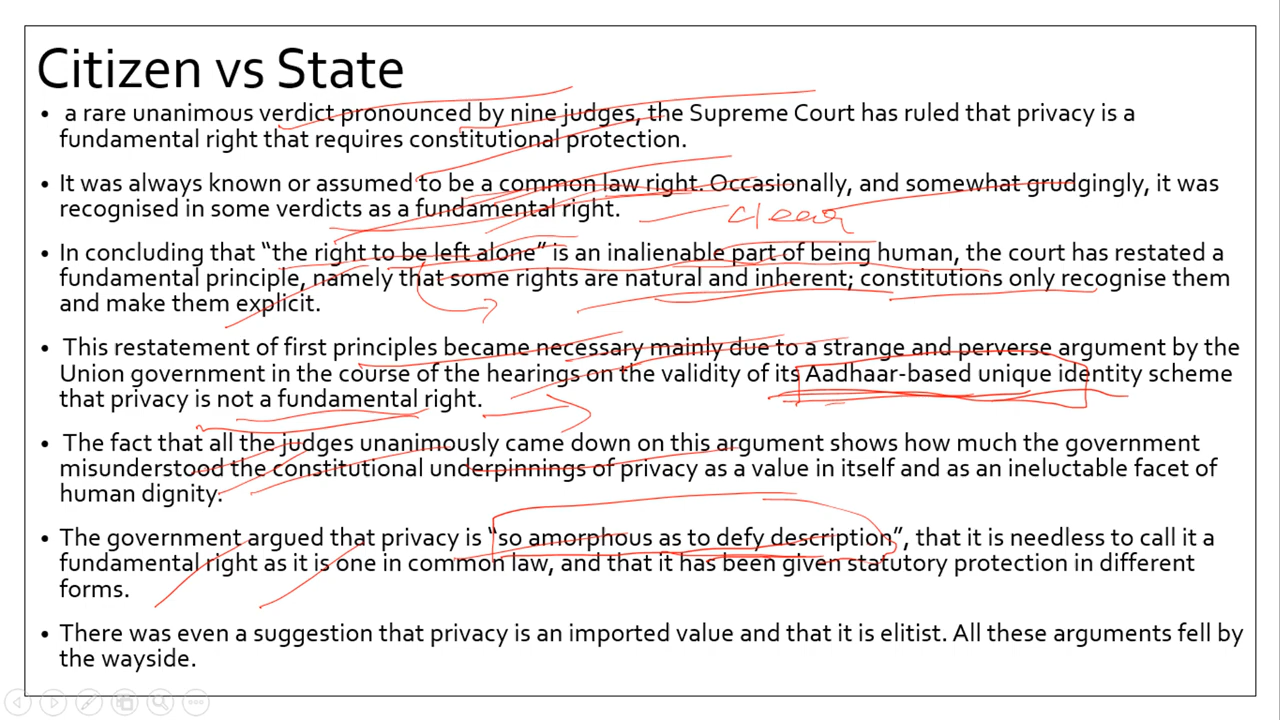 Citizen vs State
• a rare unanimous verdict pronounced by nine judges, the Supreme Court has ruled that privacy is a
fundamental right that requires constitutional protection.
• It was always known or assumed to be a common law right. Occasionally, and somewhat grudgingly, it was
recognised in some verdicts as a fundamental right.
clear
• In concluding that “the right to be left alone” is an inalienable part of being human, the court has restated a
fundamental principle, namely that some rights are natural and inherent; constitutions only recognise them
and make them explicit.
• This restatement of first principles became necessary mainly due to a strange and perverse argument by the
Union government in the course of the hearings on the validity of its Aadhaar-based unique identity scheme
that privacy is not a fundamental right.
• The fact that all the judges unanimously came down on this argument shows how much the government
misunderstood the constitutional underpinnings of privacy as a value in itself and as an ineluctable facet of
human dignity.
• The government argued that privacy is “so amorphous as to defy description”, that it is needless to call it a
fundamental right as it is one in common law, and that it has been given statutory protection in different
forms.
• There was even a suggestion that privacy is an imported value and that it is elitist. All these arguments fell by
the wayside.